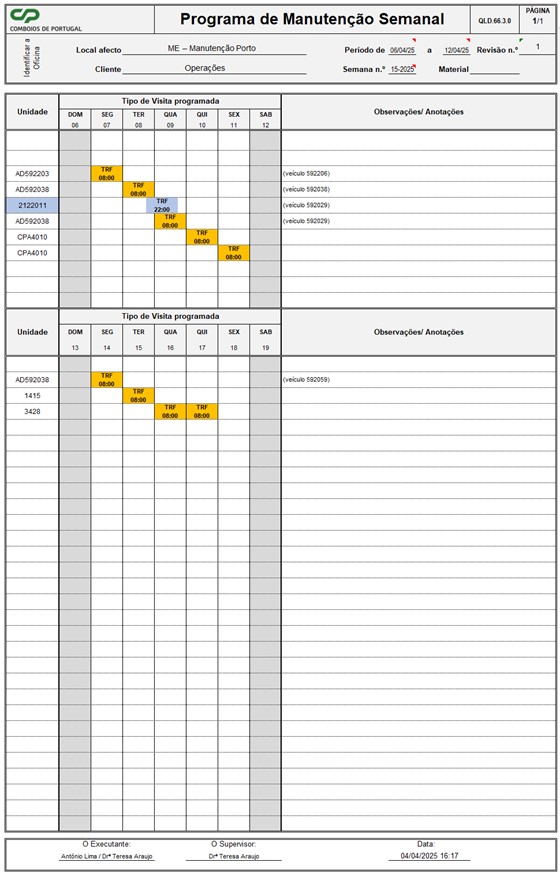 CP
COMBOIOS DE PORTUGAL
Programa de Manutenção Semanal
QLD.66.3.0
PÁGINA
1/1
Identificar a
Oficina
Local afecto ME – Manutenção Porto
Período de 06/04/25 a 12/04/25 Revisão n.º 1
Cliente Operações
Semana n.º 15-2025 Material
Unidade Tipo de Visita programada Observações/ Anotações
DOM SEG TER QUA QUI SEX SAB
06 07 08 09 10 11 12
AD592203 TRF 08:00 (veículo 592206)
AD592038 TRF 08:00 (veículo 592038)
2122011 TRF 22:00 (veículo 592029)
AD592038 TRF 08:00 (veículo 592029)
CPA4010 TRF 08:00
CPA4010 TRF 08:00
Unidade Tipo de Visita programada Observações/ Anotações
DOM SEG TER QUA QUI SEX SAB
13 14 15 16 17 18 19
AD592038 TRF 08:00 (veículo 592059)
1415 TRF 08:00
3428 TRF 08:00 TRF 08:00
O Executante: O Supervisor: Data:
António Lima / Drª Teresa Araujo Drª Teresa Araujo 04/04/2025 16:17